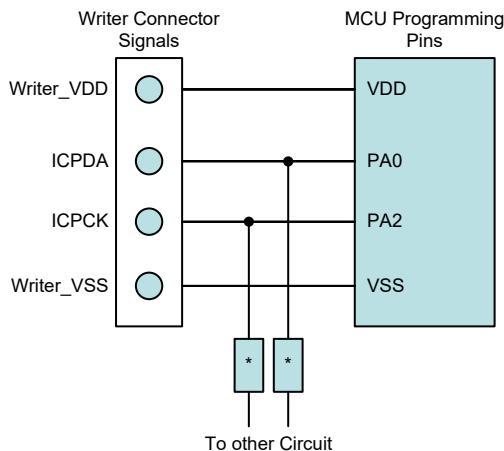 Writer Connector
Signals
MCU Programming
Pins
Writer_VDD
VDD
ICPDA
PA0
ICPCK
PA2
Writer_VSS
VSS
* *
To other Circuit